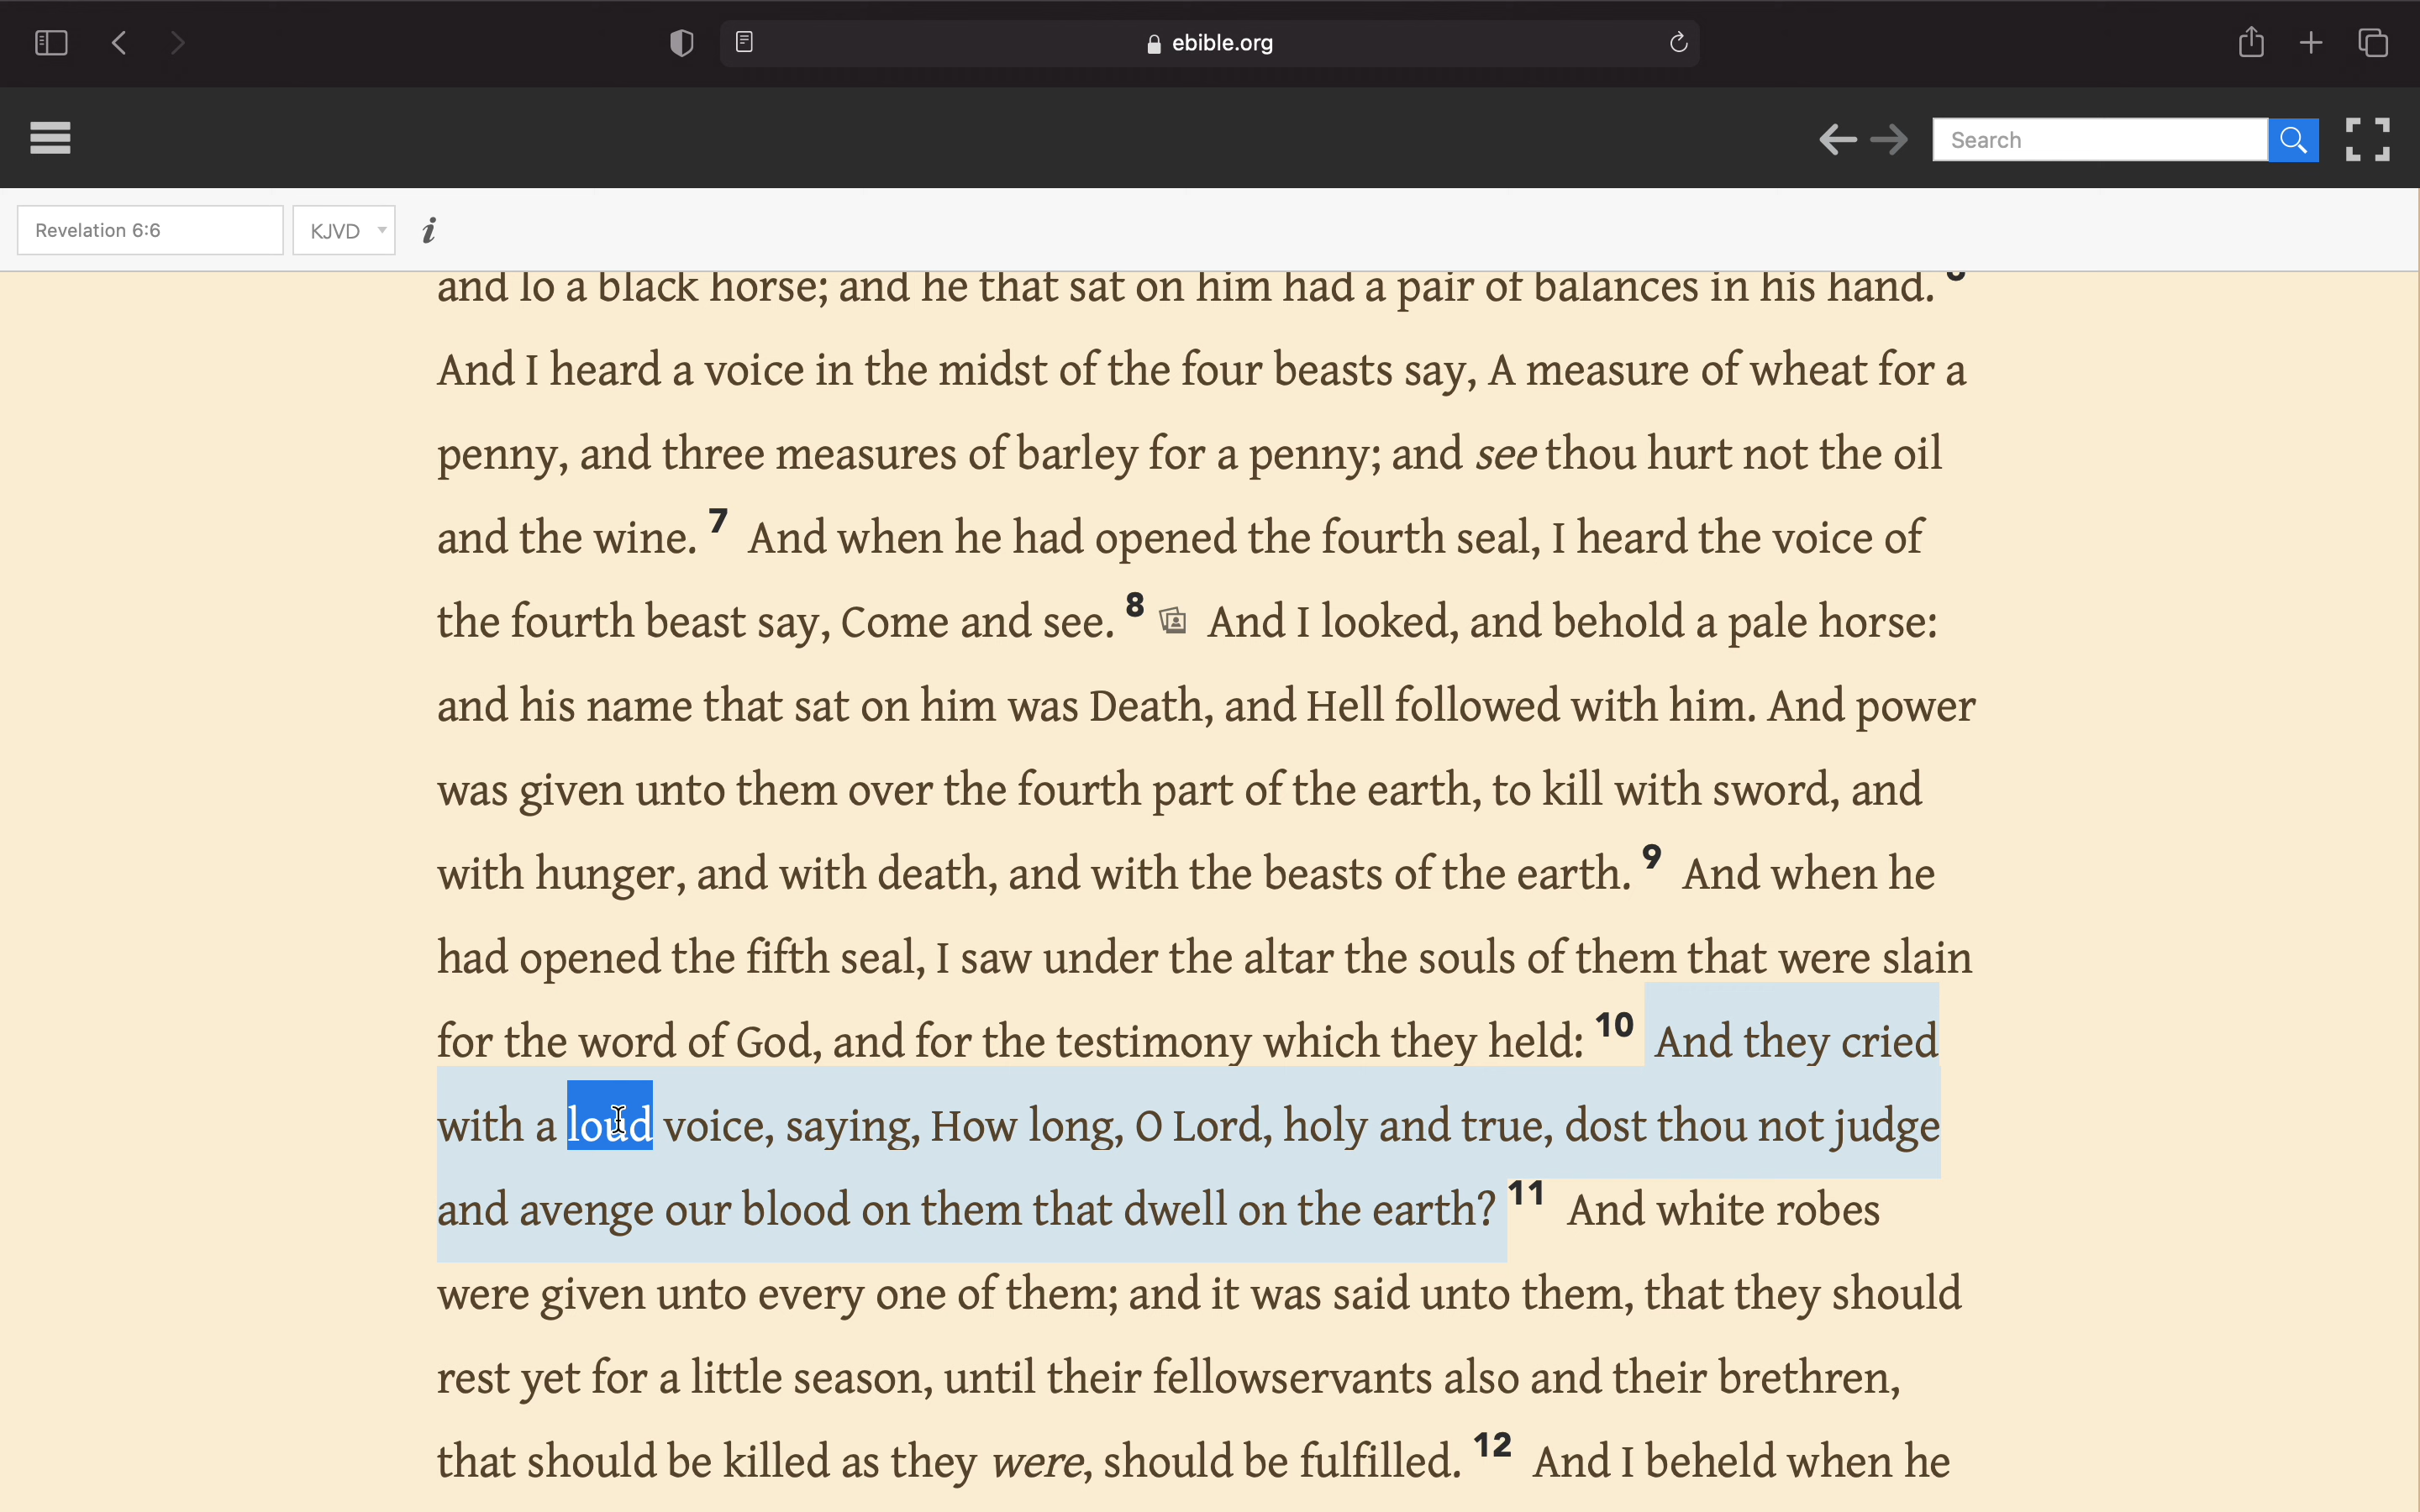 ebible.org
Search
Revelation 6:6
KJVD
i
and lo a black horse; and he that sat on him had a pair of balances in his hand. 6
And I heard a voice in the midst of the four beasts say, A measure of wheat for a
penny, and three measures of barley for a penny; and see thou hurt not the oil
and the wine. 7 And when he had opened the fourth seal, I heard the voice of
the fourth beast say, Come and see. 8 And I looked, and behold a pale horse:
and his name that sat on him was Death, and Hell followed with him. And power
was given unto them over the fourth part of the earth, to kill with sword, and
with hunger, and with death, and with the beasts of the earth. 9 And when he
had opened the fifth seal, I saw under the altar the souls of them that were slain
for the word of God, and for the testimony which they held: 10 And they cried
with a loud voice, saying, How long, O Lord, holy and true, dost thou not judge
and avenge our blood on them that dwell on the earth? 11 And white robes
were given unto every one of them; and it was said unto them, that they should
rest yet for a little season, until their fellowservants also and their brethren,
that should be killed as they were, should be fulfilled. 12 And I beheld when he